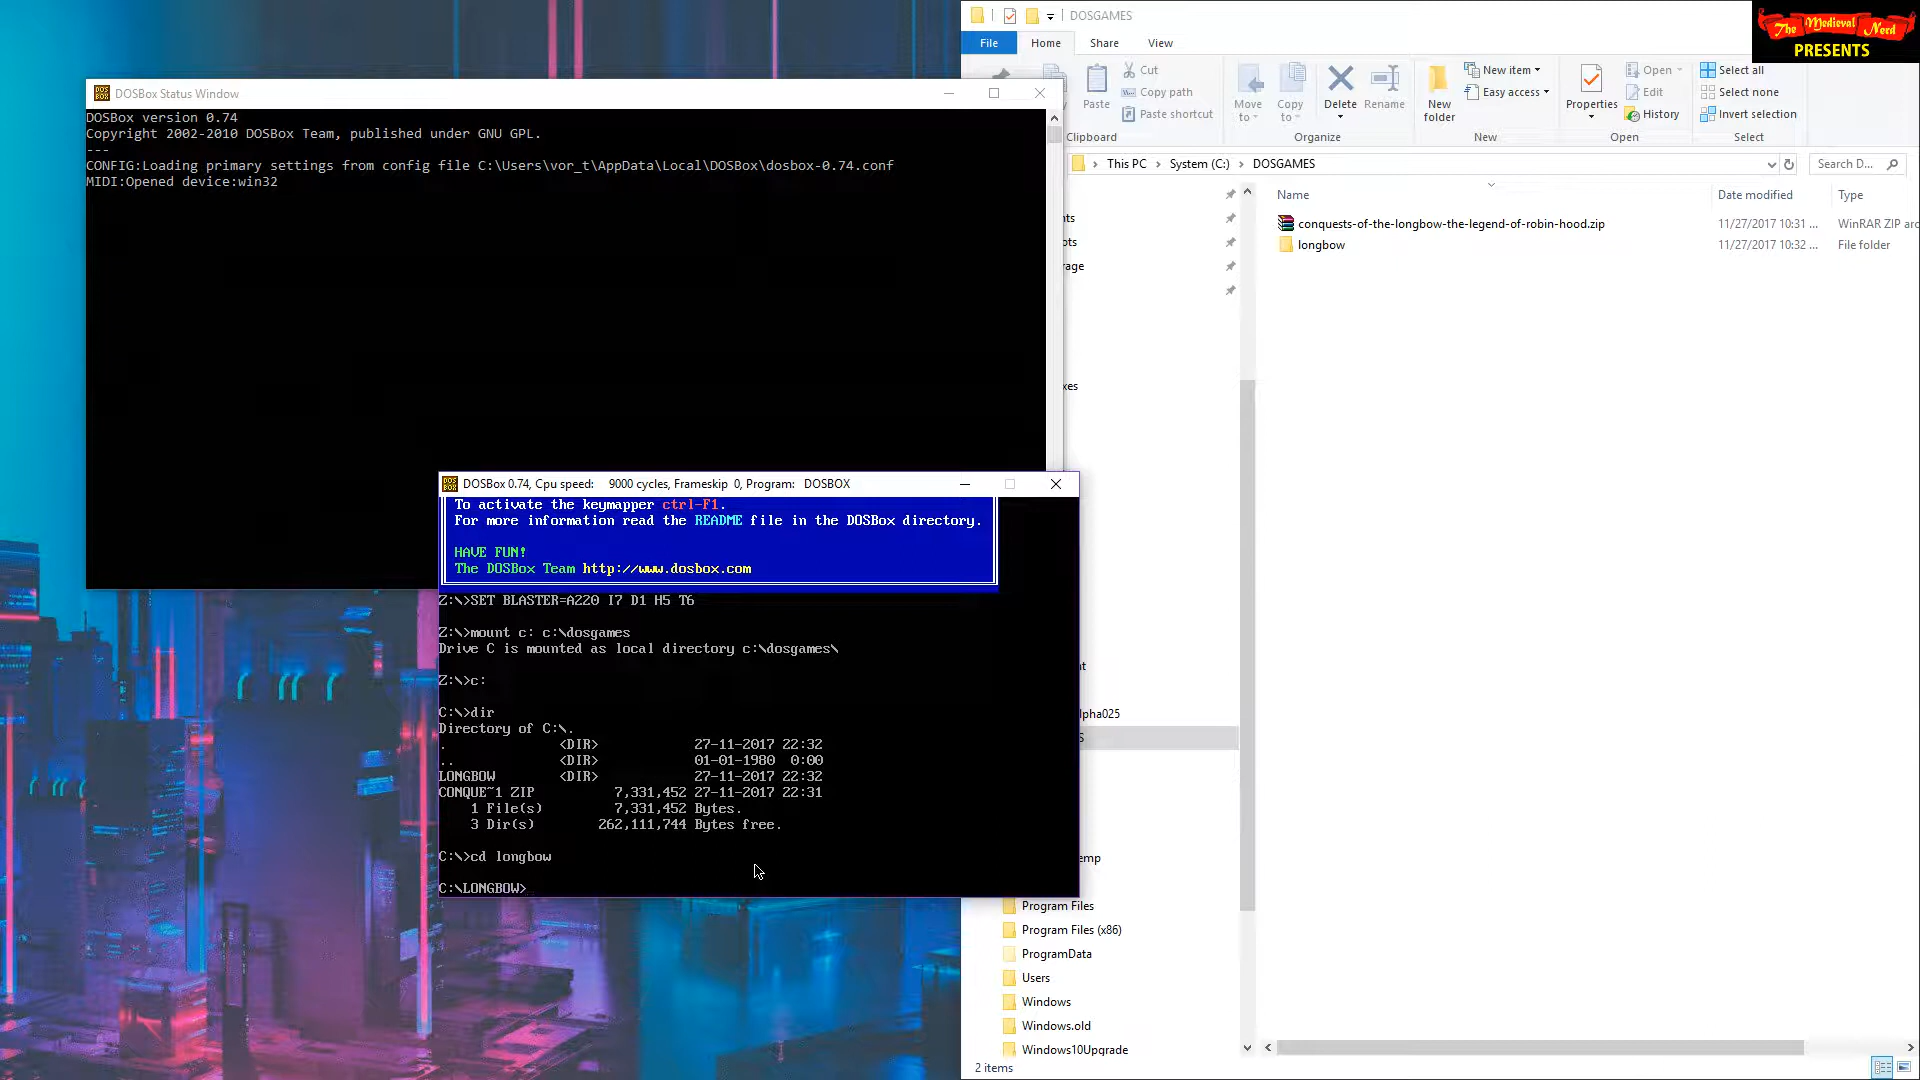 DOSBox Status Window
DOSBox version 0.74
Copyright 2002-2010 DOSBox Team, published under GNU GPL.
---
CONFIG:Loading primary settings from config file C:\Users\vor_t\AppData\Local\DOSBox\dosbox-0.74.conf
MIDI:Opened device:win32
DOSBox 0.74, Cpu speed: 9000 cycles, Frameskip 0, Program: DOSBOX
To activate the keymapper ctrl-F1.
For more information read the README file in the DOSBox directory.
HAVE FUN!
The DOSBox Team http://www.dosbox.com
Z:\>SET BLASTER=A220 I7 D1 H5 T6
Z:\>mount c: c:\dosgames
Drive C is mounted as local directory c:\dosgames\
Z:\>c:
C:\>dir
Directory of C:\.
. <DIR> 27-11-2017 22:32
.. <DIR> 01-01-1980 0:00
LONGBOW <DIR> 27-11-2017 22:32
CONQUE~1 ZIP 7,331,452 27-11-2017 22:31
1 File(s) 7,331,452 Bytes.
3 Dir(s) 262,111,744 Bytes free.
C:\>cd longbow
C:\LONGBOW>
DOSGAMES
The Medieval Nerd
PRESENTS
File Home Share View
Paste
Cut
Copy path
Paste shortcut
Clipboard
Move to
Copy to
Delete
Rename
Organize
New folder
New item
Easy access
New
Properties
Open
Edit
History
Open
Select all
Select none
Invert selection
Select
This PC > System (C:) > DOSGAMES
Search D...
Name Date modified Type
conquests-of-the-longbow-the-legend-of-robin-hood.zip 11/27/2017 10:31 ... WinRAR ZIP arc
longbow 11/27/2017 10:32 ... File folder
nts
ots
rage
xes
nt
lpha025
S
emp
Program Files
Program Files (x86)
ProgramData
Users
Windows
Windows.old
Windows10Upgrade
2 items